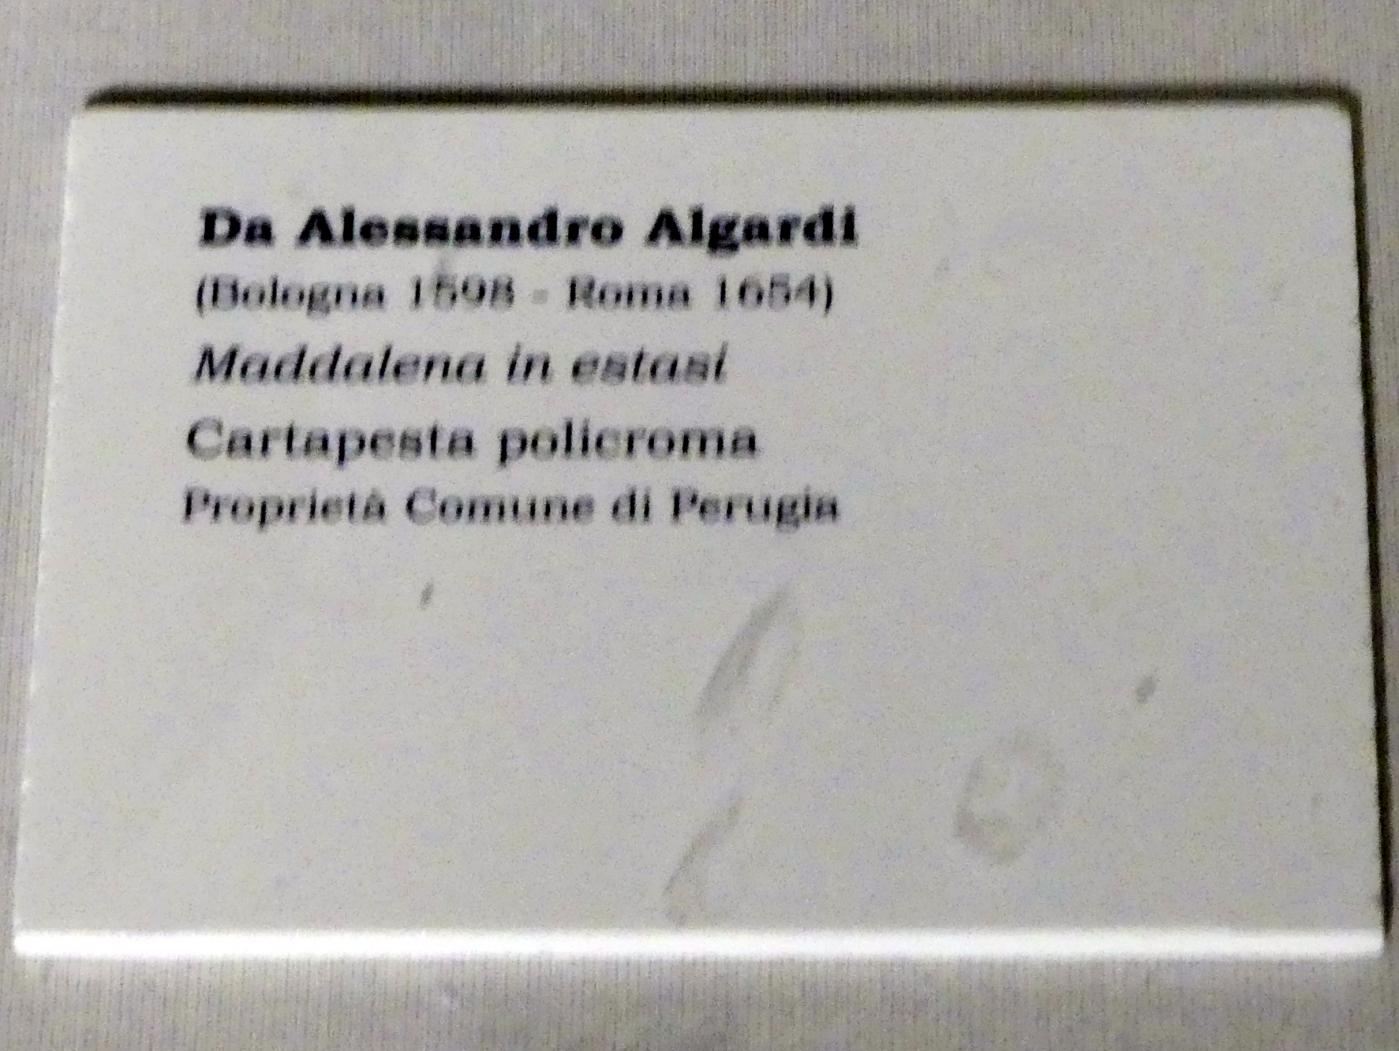 Da Alessandro Algardi
(Bologna 1598 - Roma 1654)
Maddalena in estasi
Cartapesta policroma
Proprietà Comune di Perugia